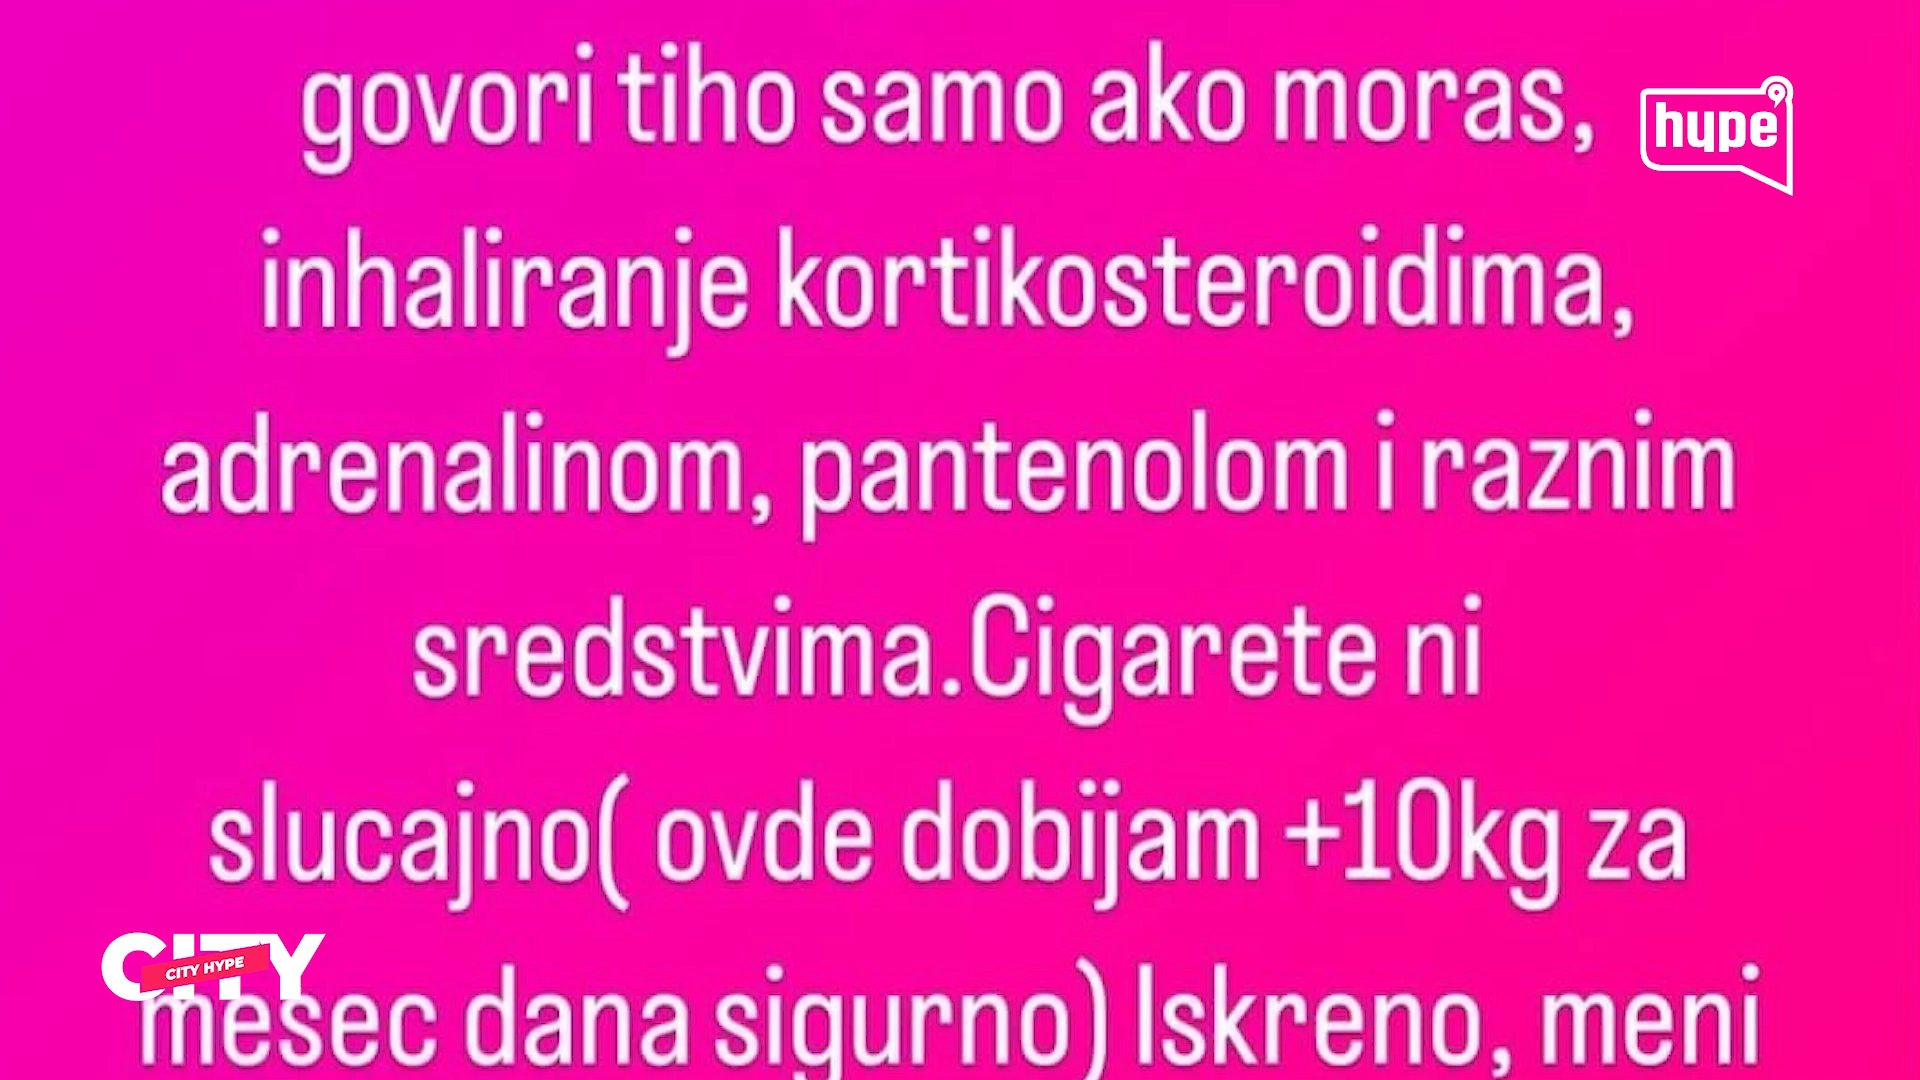 govori tiho samo ako moras,
hype
inhaliranje kortikosteroidima,
adrenalinom, pantenolom i raznim
sredstvima.Cigarete ni
slucajno( ovde dobijam +10kg za
CITY
CITY HYPE
mesec dana sigurno) Iskreno, meni